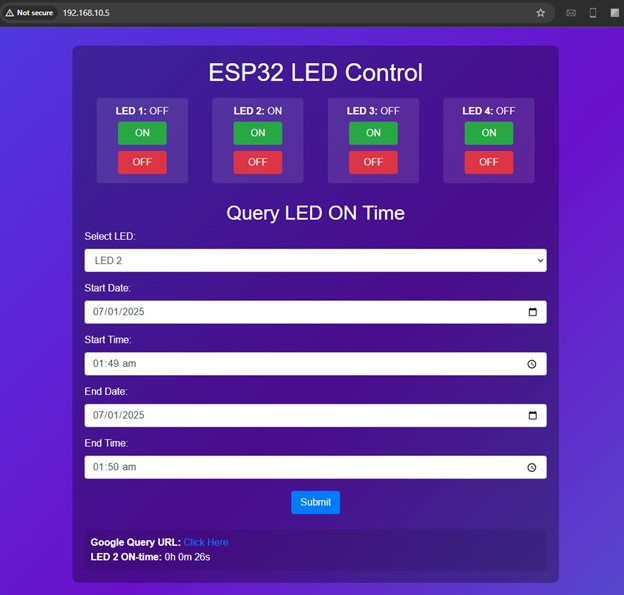 Not secure 192.168.10.5
ESP32 LED Control
LED 1: OFF LED 2: ON LED 3: OFF LED 4: OFF
ON ON ON ON
OFF OFF OFF OFF
Query LED ON Time
Select LED:
LED 2
Start Date:
07/01/2025
Start Time:
01:49 am
End Date:
07/01/2025
End Time:
01:50 am
Submit
Google Query URL: Click Here
LED 2 ON-time: 0h 0m 26s